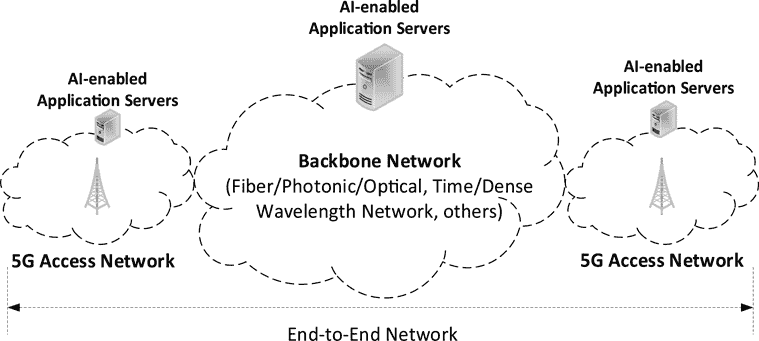 AI-enabled
Application Servers
AI-enabled
Application Servers
AI-enabled
Application Servers
Backbone Network
(Fiber/Photonic/Optical, Time/Dense
Wavelength Network, others)
5G Access Network
5G Access Network
End-to-End Network